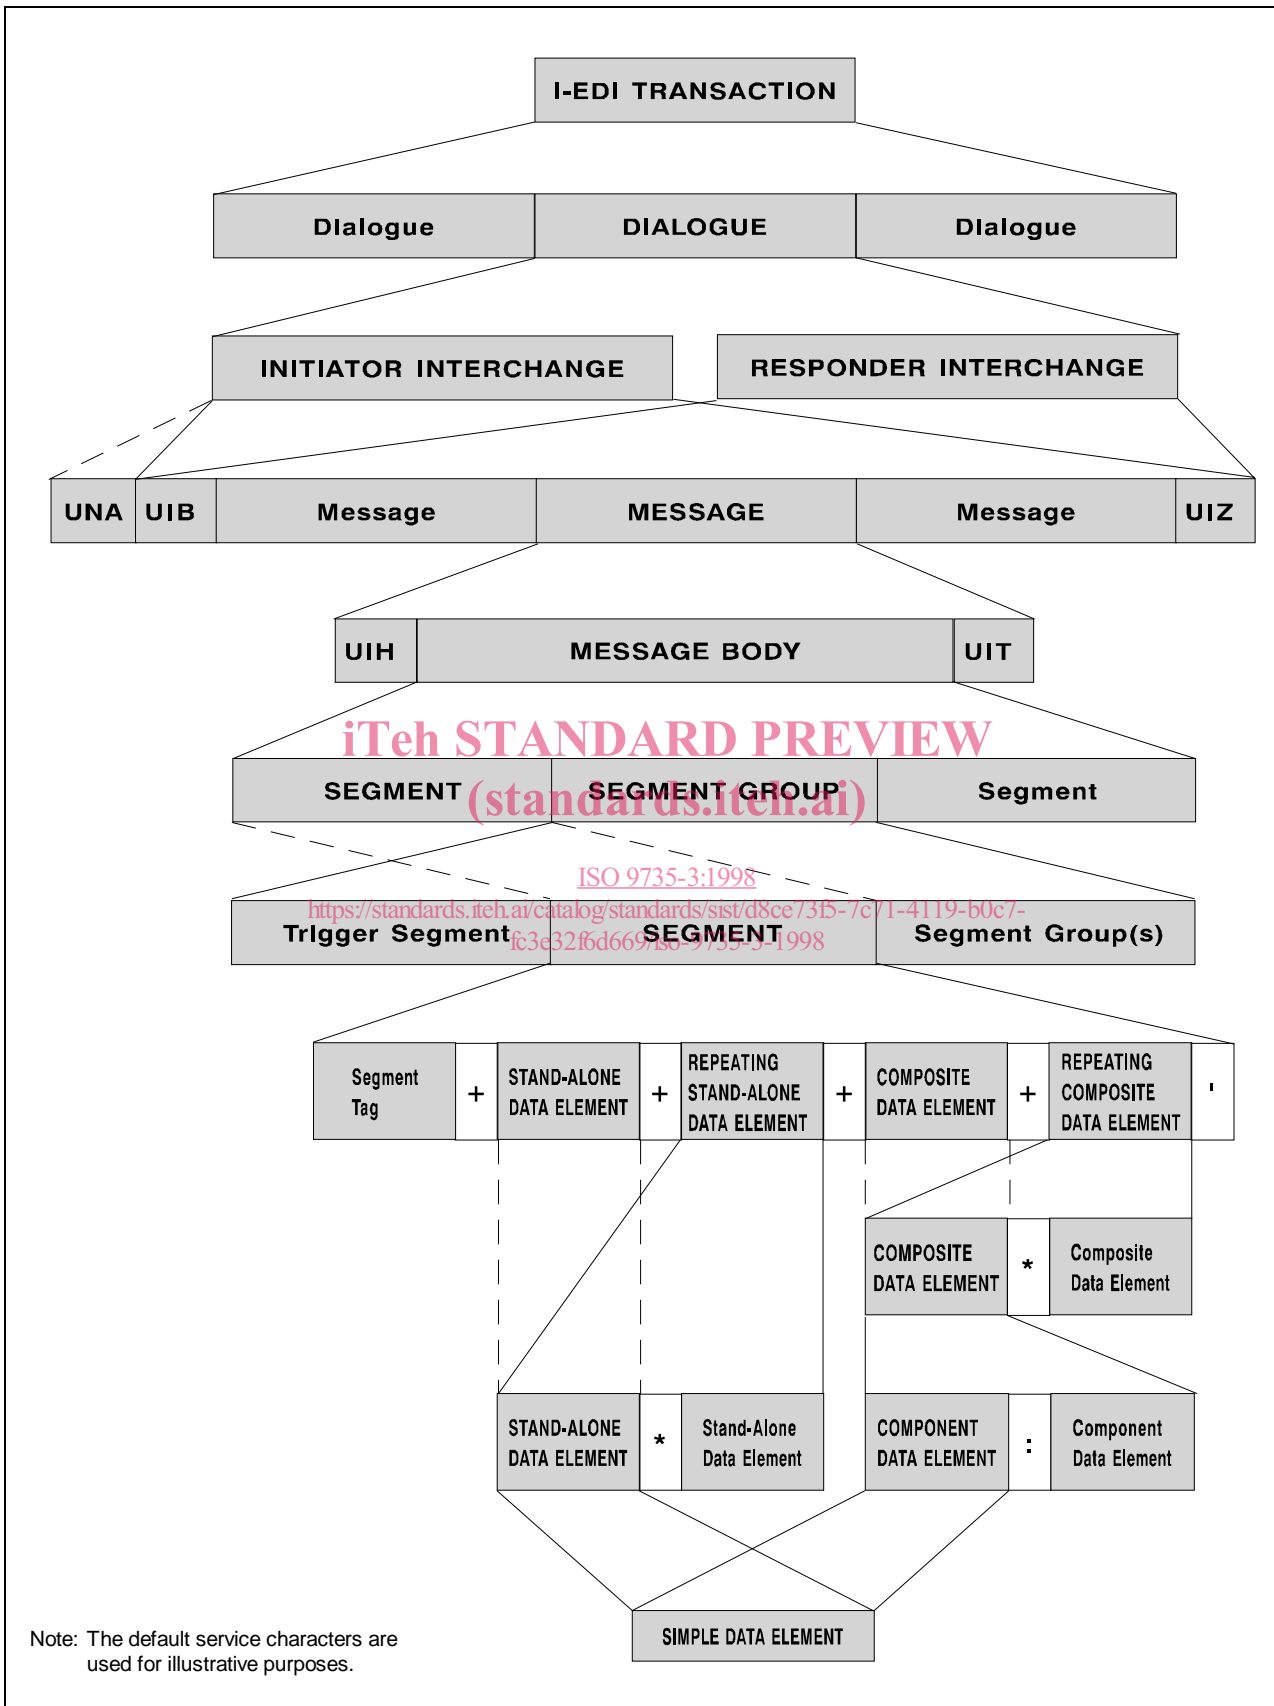 I-EDI TRANSACTION
Dialogue DIALOGUE Dialogue
INITIATOR INTERCHANGE RESPONDER INTERCHANGE
UNA UIB Message MESSAGE Message UIZ
UIH MESSAGE BODY UIT
iTeh STANDARD PREVIEW
SEGMENT SEGMENT GROUP Segment
(standards.iteh.ai)
ISO 9735-3:1998
https://standards.iteh.ai/catalog/standards/sist/d8ce73f5-7c71-4119-b0c7-
Trigger Segment SEGMENT Segment Group(s)
fc3e32f6d669/iso-9735-3-1998
Segment
Tag
+
STAND-ALONE
DATA ELEMENT
+
REPEATING
STAND-ALONE
DATA ELEMENT
+
COMPOSITE
DATA ELEMENT
+
REPEATING
COMPOSITE
DATA ELEMENT
'
COMPOSITE
DATA ELEMENT
*
Composite
Data Element
STAND-ALONE
DATA ELEMENT
*
Stand-Alone
Data Element
COMPONENT
DATA ELEMENT
:
Component
Data Element
SIMPLE DATA ELEMENT
Note: The default service characters are
used for illustrative purposes.